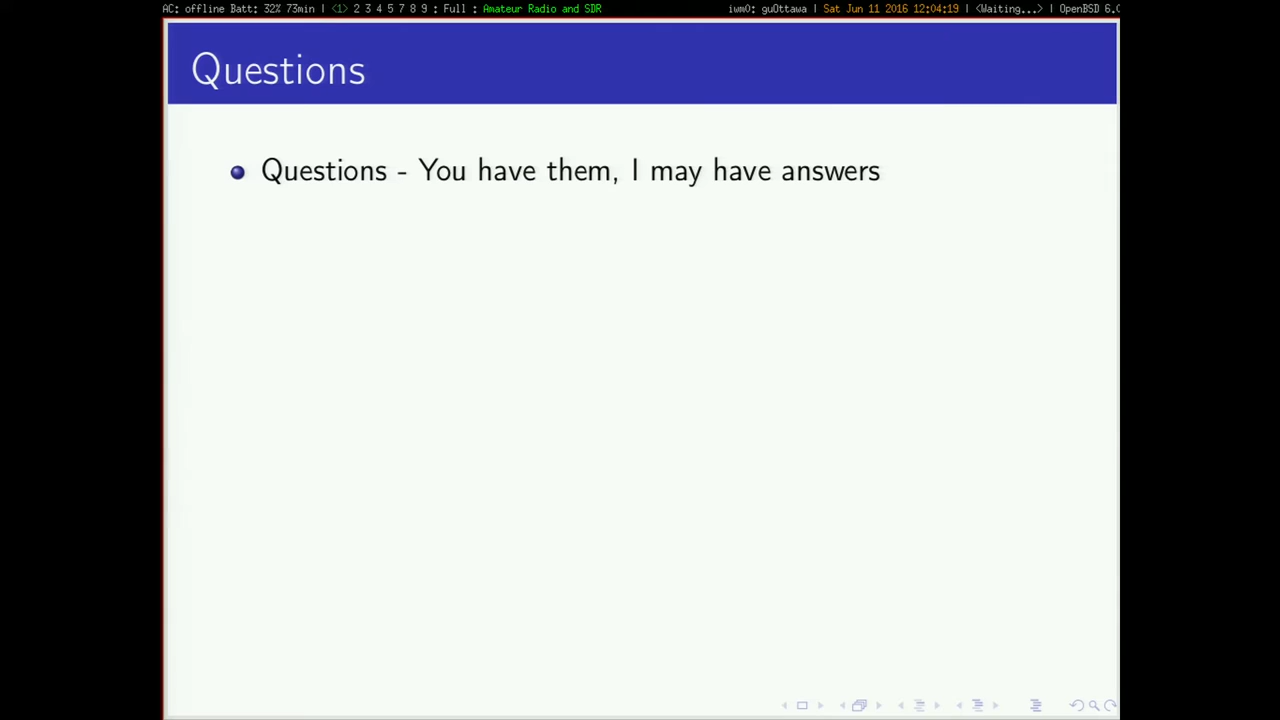 AC: offline Batt: 32% 73min | <1> 2 3 4 5 7 8 9 : Full : Amateur Radio and SDR iwm0: guOttawa | Sat Jun 11 2016 12:04:19 | <Waiting...> | OpenBSD 6.
Questions
Questions - You have them, I may have answers